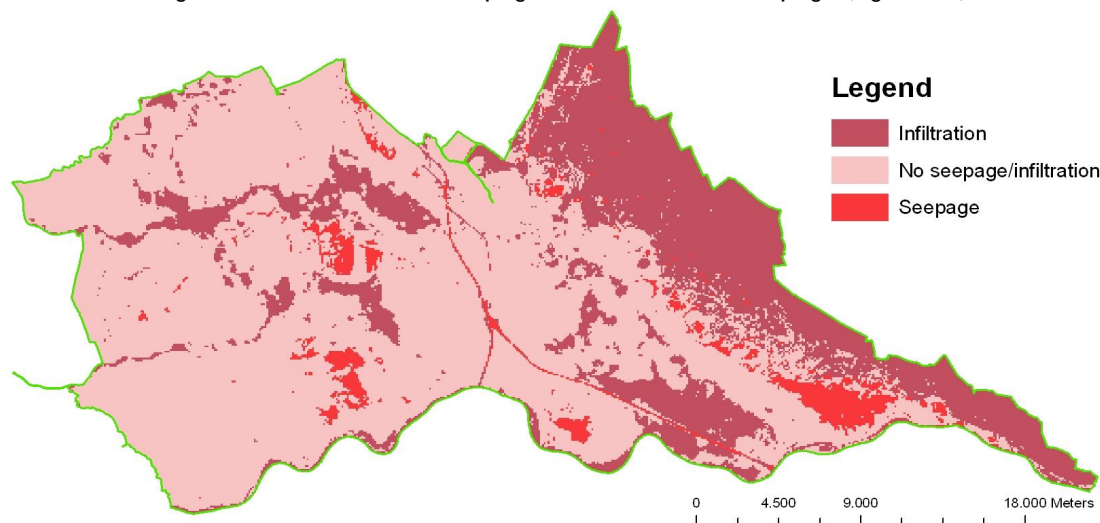 Legend
Infiltration
No seepage/infiltration
Seepage
0 4.500 9.000 18.000 Meters